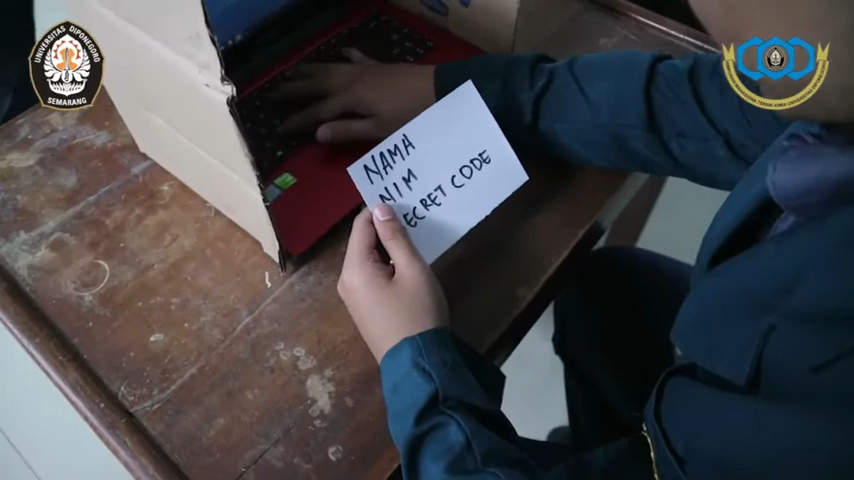 UNIVERSITAS DIPONEGORO
SEMARANG
NAMA
NIM
ECRET CODE